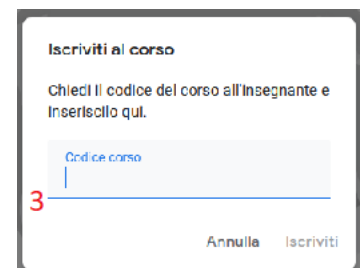 Iscriviti al corso
Chiedi il codice del corso all'insegnante e
inseriscilo qui.
Codice corso
3
Annulla Iscriviti